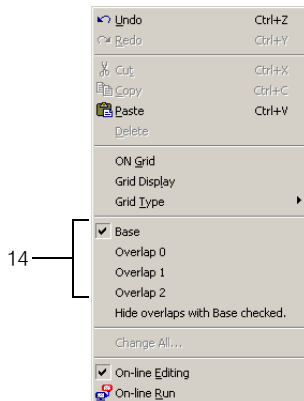 Undo Ctrl+Z
Redo Ctrl+Y
Cut Ctrl+X
Copy Ctrl+C
Paste Ctrl+V
Delete
ON Grid
Grid Display
Grid Type
14
Base
Overlap 0
Overlap 1
Overlap 2
Hide overlaps with Base checked.
Change All...
On-line Editing
On-line Run